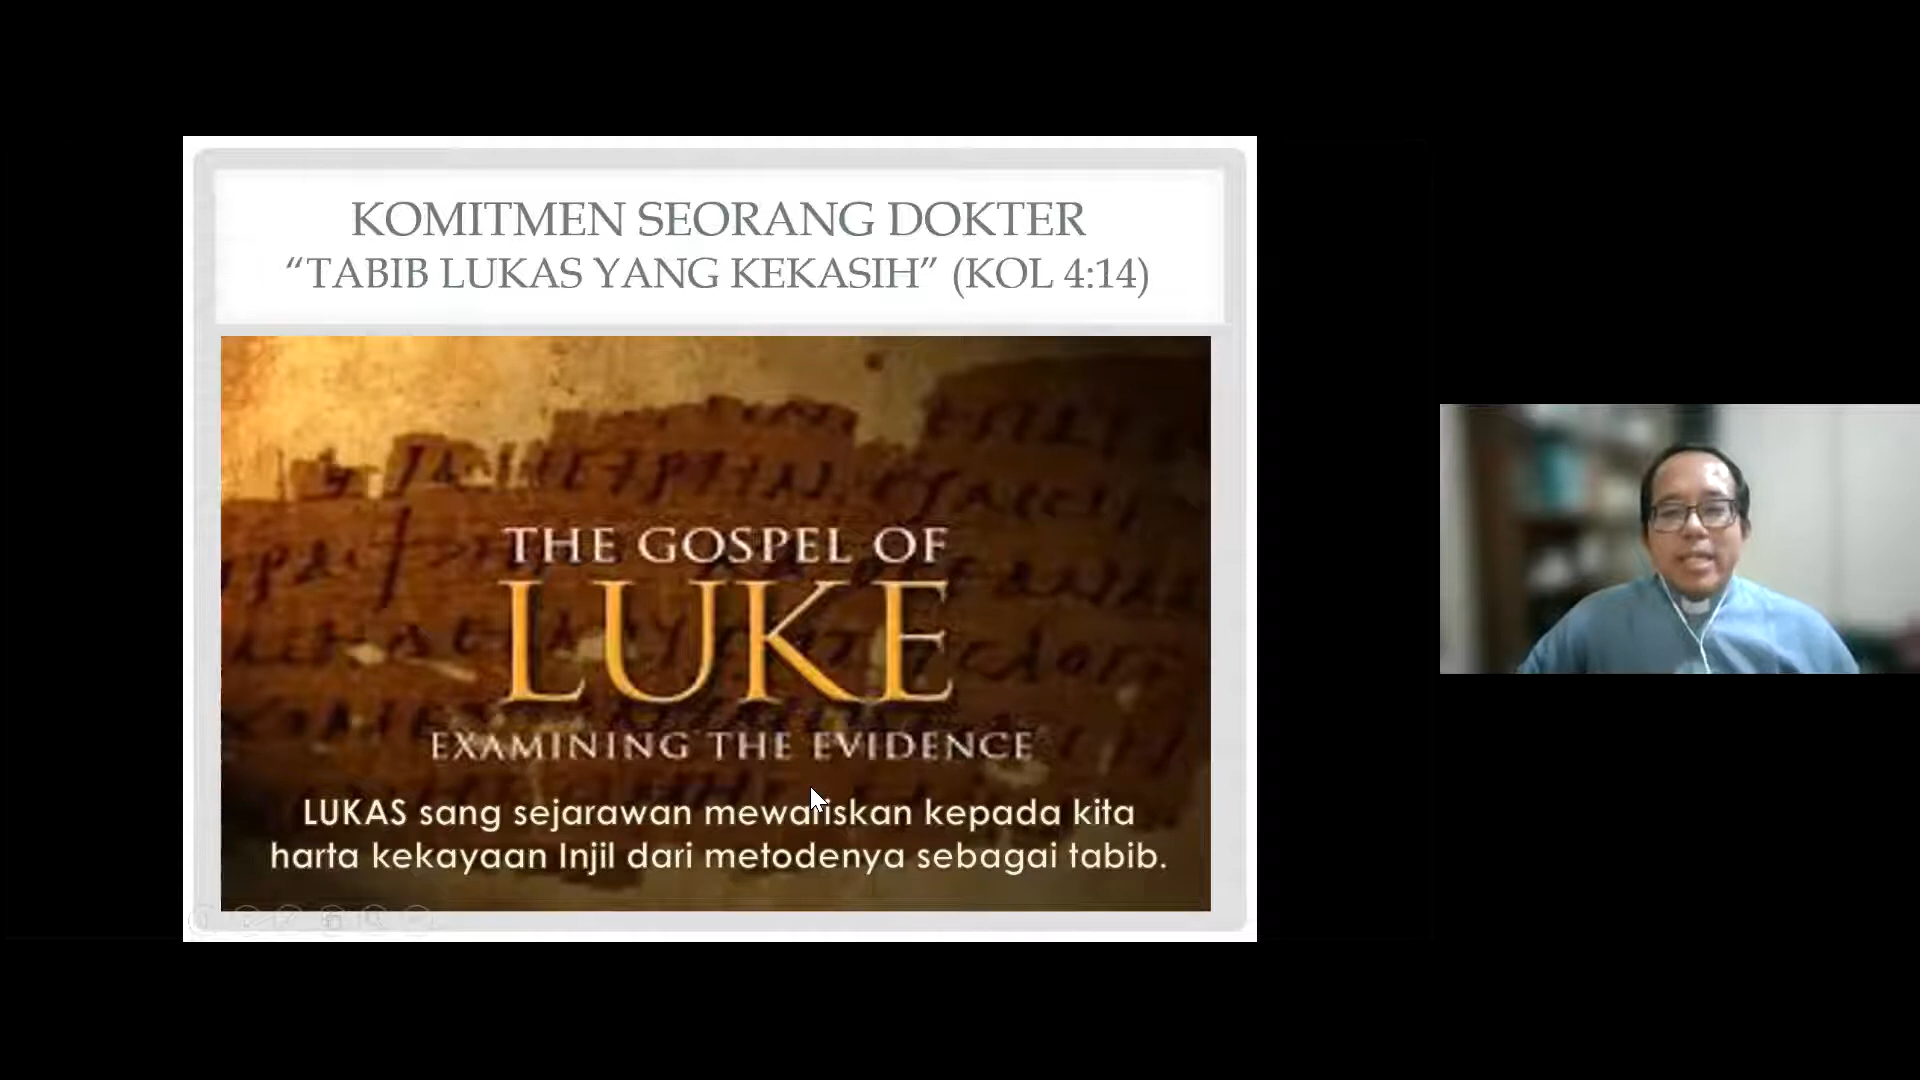 KOMITMEN SEORANG DOKTER
“TABIB LUKAS YANG KEKASIH” (KOL 4:14)
THE GOSPEL OF
LUKE
EXAMINING THE EVIDENCE
LUKAS sang sejarawan mewariskan kepada kita
harta kekayaan Injil dari metodenya sebagai tabib.